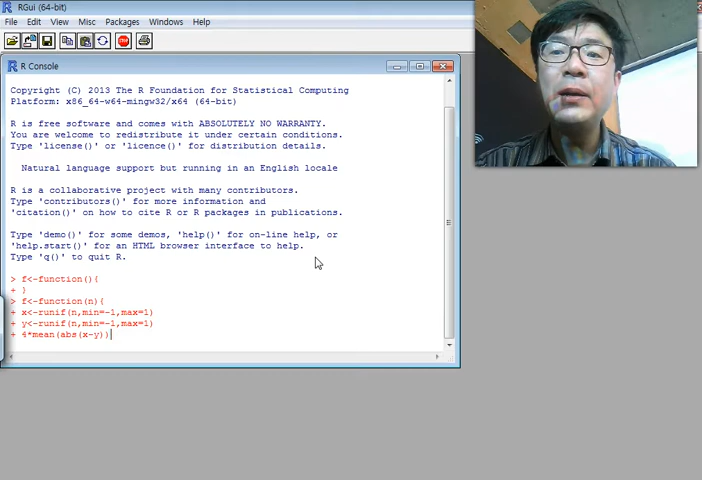 RGui (64-bit)
File Edit View Misc Packages Windows Help
STOP
R Console
Copyright (C) 2013 The R Foundation for Statistical Computing
Platform: x86_64-w64-mingw32/x64 (64-bit)
R is free software and comes with ABSOLUTELY NO WARRANTY.
You are welcome to redistribute it under certain conditions.
Type 'license()' or 'licence()' for distribution details.
Natural language support but running in an English locale
R is a collaborative project with many contributors.
Type 'contributors()' for more information and
'citation()' on how to cite R or R packages in publications.
Type 'demo()' for some demos, 'help()' for on-line help, or
'help.start()' for an HTML browser interface to help.
Type 'q()' to quit R.
> f<-function(){
+ }
> f<-function(n){
+ x<-runif(n,min=-1,max=1)
+ y<-runif(n,min=-1,max=1)
+ 4*mean(abs(x-y))